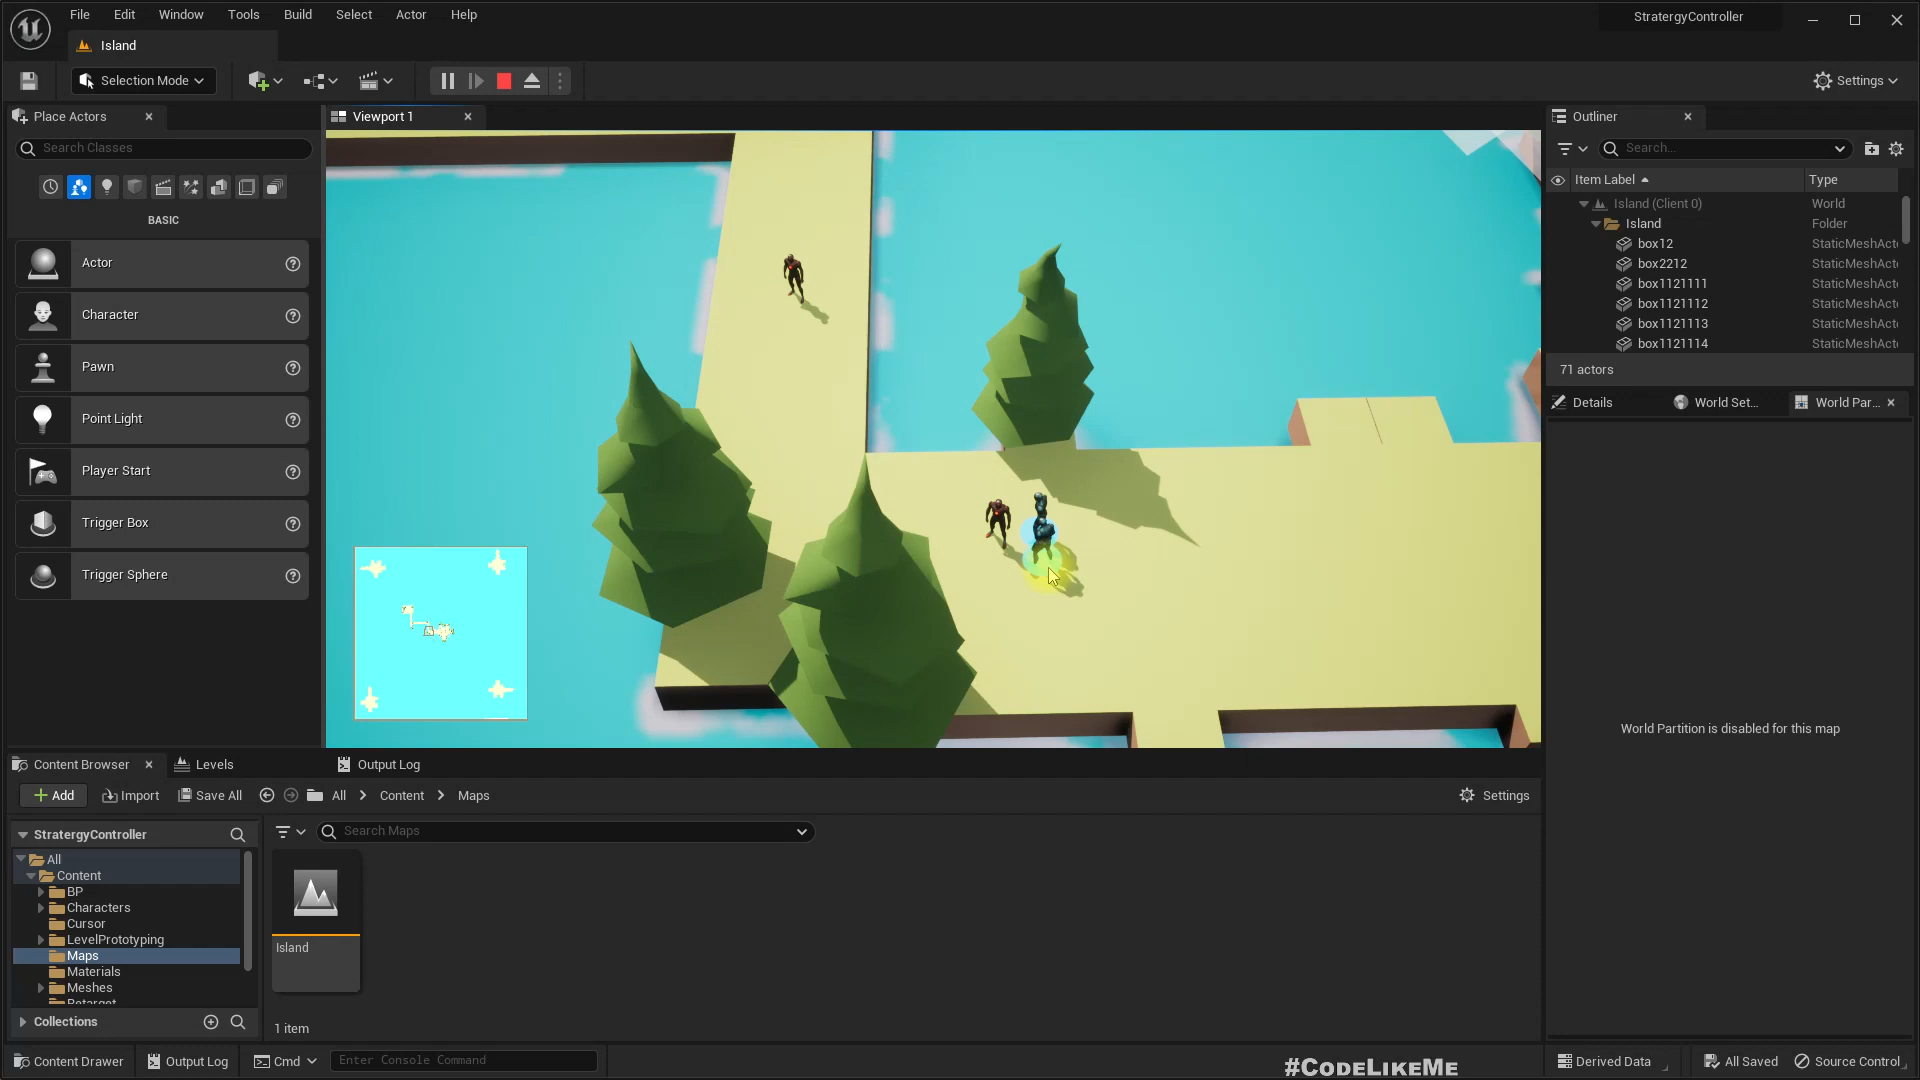 File Edit Window Tools Build Select Actor Help
StratergyController
Island
Selection Mode
Settings
Place Actors
Viewport 1
Outliner
Search Classes
Search...
Item Label
Type
BASIC
Island (Client 0) World
Island Folder
box12 StaticMeshActo
box2212 StaticMeshActo
box1121111 StaticMeshActo
box1121112 StaticMeshActo
box1121113 StaticMeshActo
box1121114 StaticMeshActo
71 actors
Actor
Character
Pawn
Point Light
Player Start
Trigger Box
Trigger Sphere
Details
World Set...
World Par...
World Partition is disabled for this map
Content Browser
Levels
Output Log
Add
Import
Save All
All
Content
Maps
Settings
StratergyController
Search Maps
All
Content
BP
Characters
Cursor
LevelPrototyping
Maps
Materials
Meshes
Retarget
Island
Collections
1 item
Content Drawer
Output Log
Cmd
Enter Console Command
#CODELIKEME
Derived Data
All Saved
Source Control